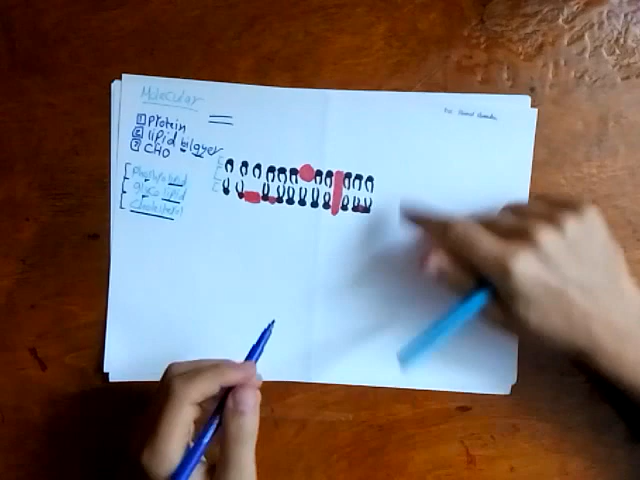 Molecular
1 Protein
2 lipid bilayer
3 CHO
Phospholipid
Glycolipid
Cholesterol